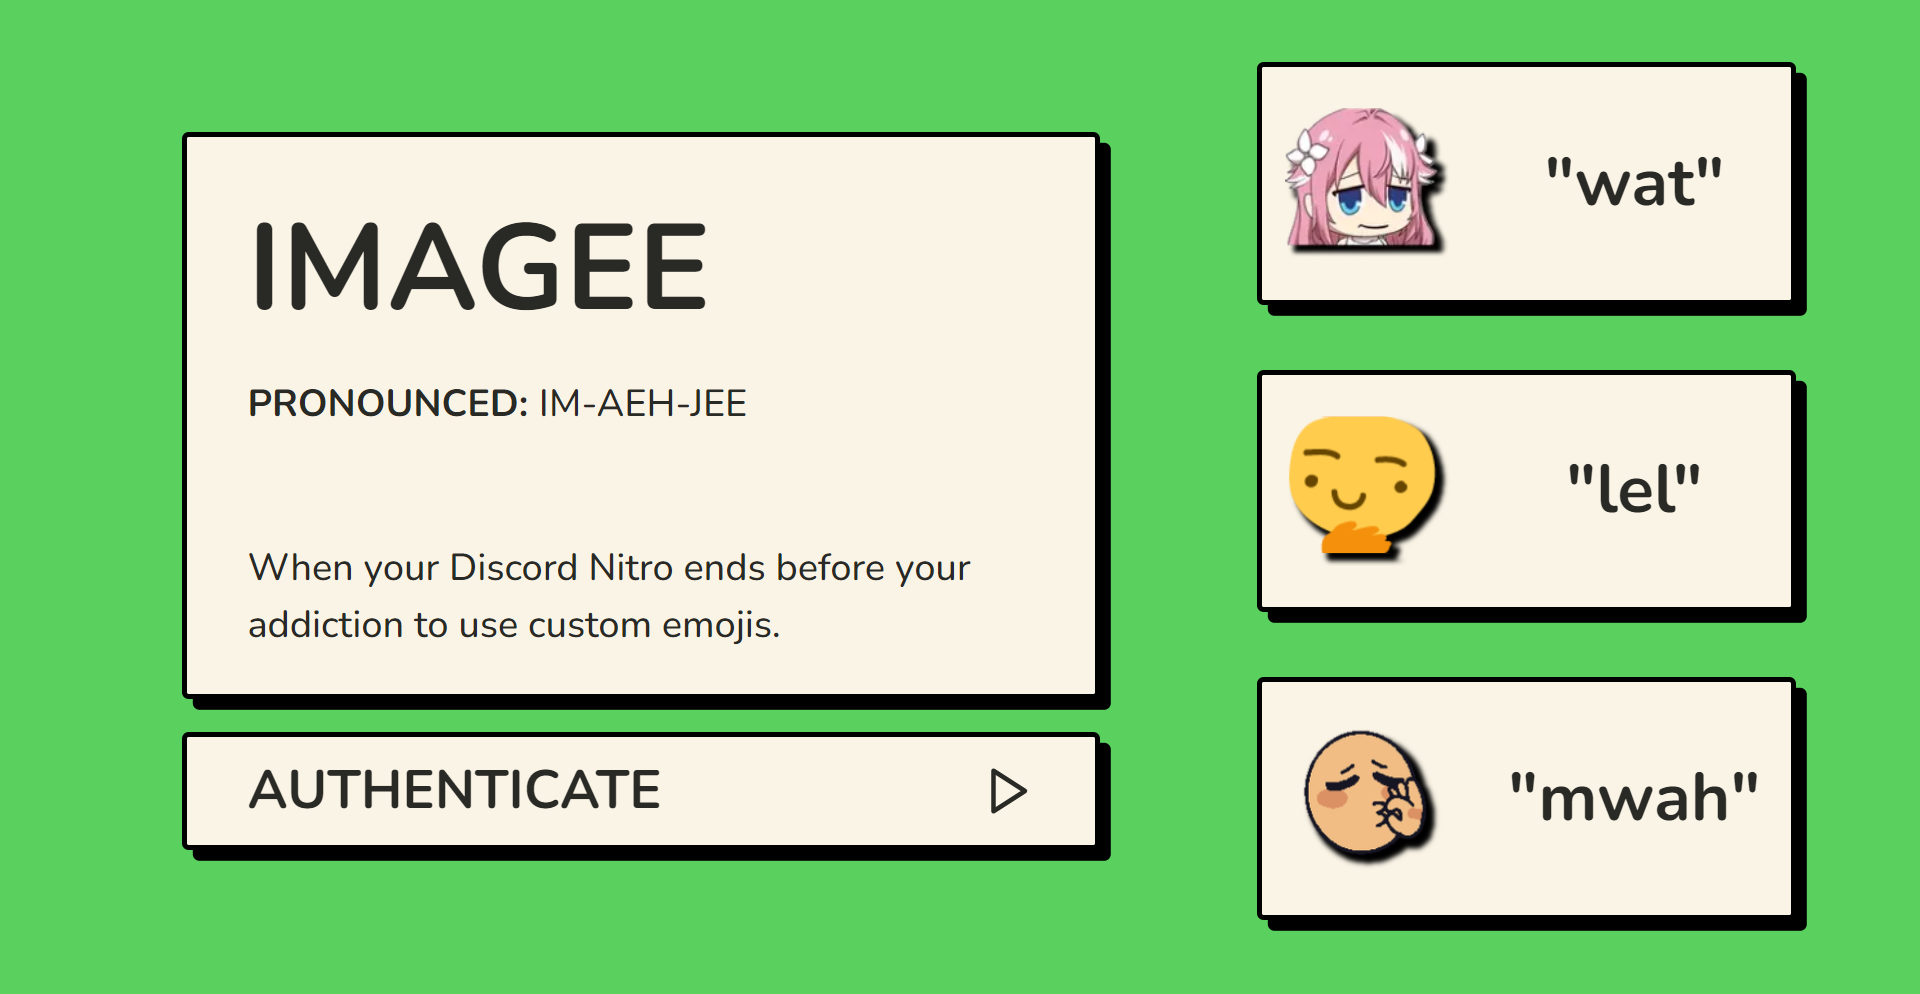 IMAGEE
PRONOUNCED: IM-AEH-JEE
When your Discord Nitro ends before your
addiction to use custom emojis.
AUTHENTICATE
"wat"
"lel"
"mwah"